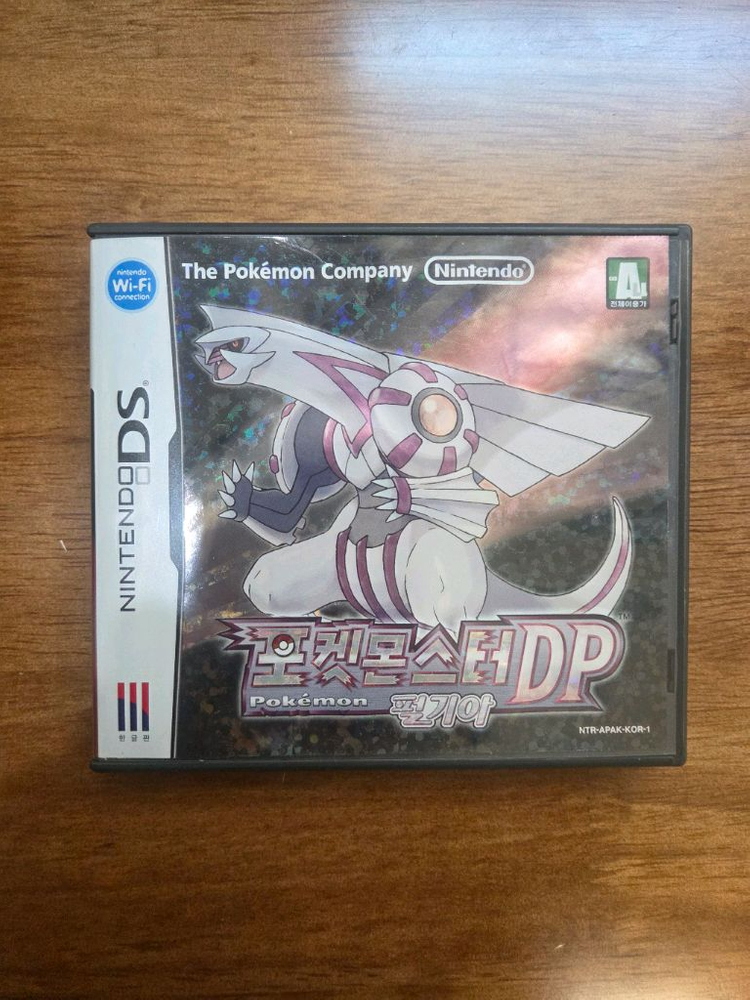 nintendo
Wi-Fi
connection
The Pokémon Company
Nintendo®
A
전체이용가
NINTENDO DS®
포켓몬스터DP
TM
Pokémon
펄기아
한글판
NTR-APAK-KOR-1